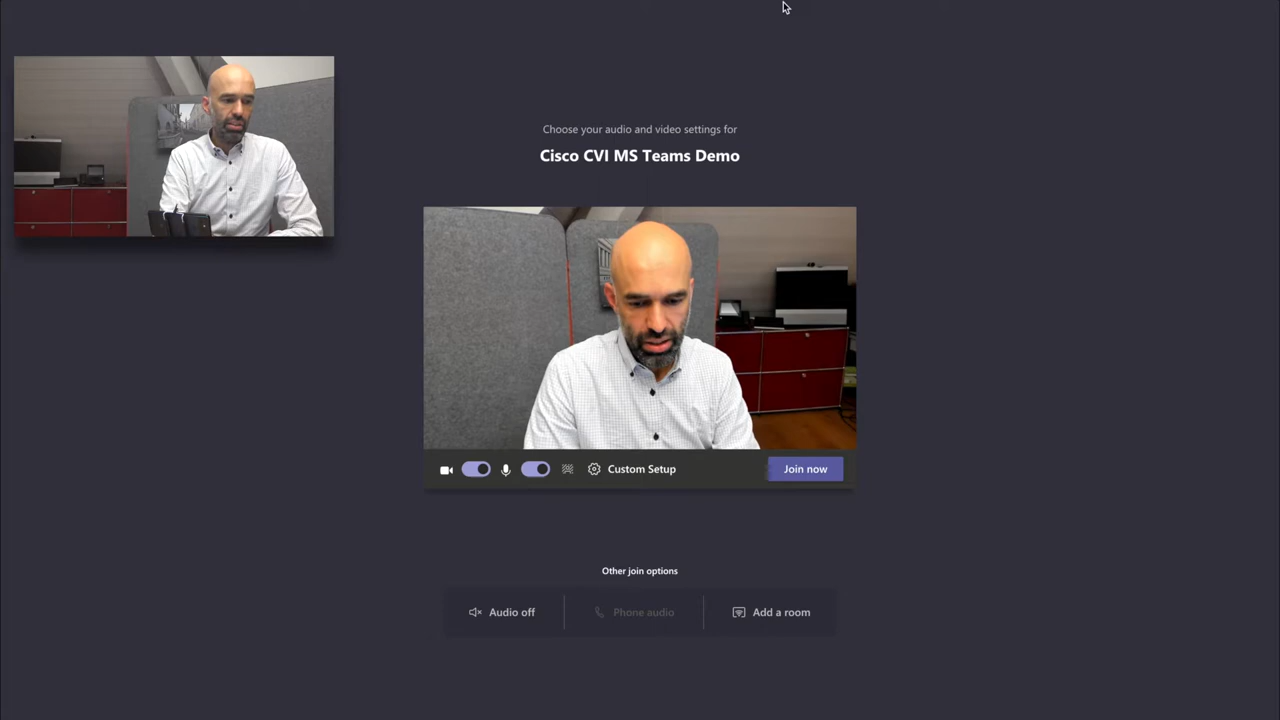 Choose your audio and video settings for
Cisco CVI MS Teams Demo
Custom Setup
Join now
Other join options
Audio off
Phone audio
Add a room